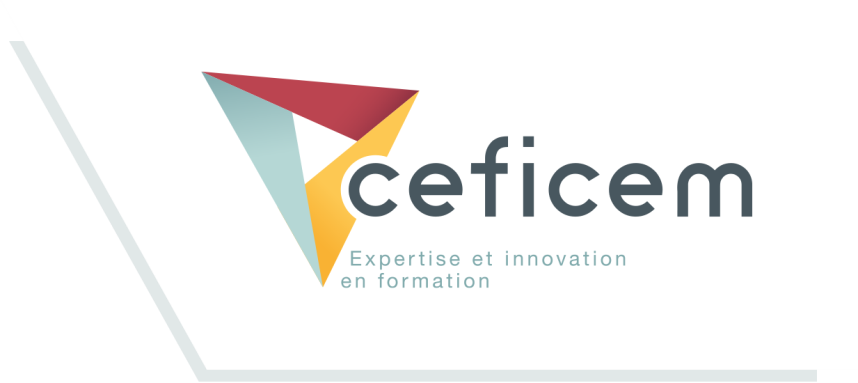 ceficem
Expertise et innovation
en formation